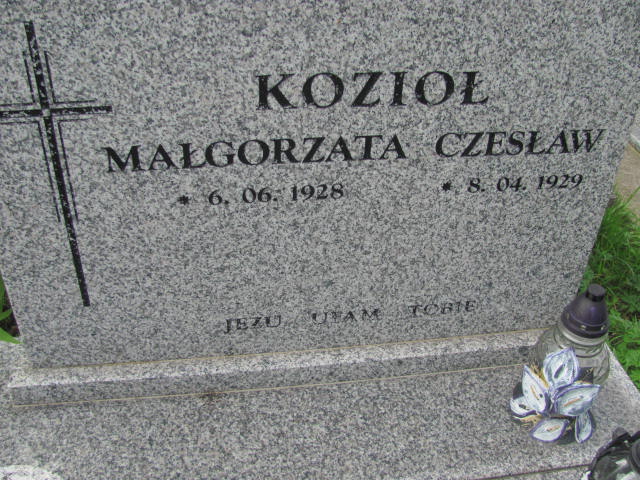 KOZIOŁ
MAŁGORZATA CZESŁAW
* 6. 06. 1928 * 8. 04. 1929
JEZU UFAM TOBIE